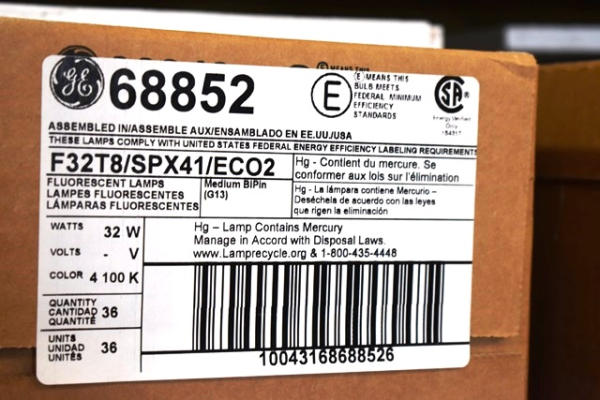 GE 68852
E
(E) MEANS THIS
BULB MEETS
FEDERAL MINIMUM
EFFICIENCY
STANDARDS
SA
Energy Verified
Only
ASSEMBLED IN/ASSEMBLE AUX/ENSAMBLADO EN EE.UU./USA
THESE LAMPS COMPLY WITH UNITED STATES FEDERAL ENERGY EFFICIENCY LABELING REQUIREMENTS
F32T8/SPX41/ECO2
FLUORESCENT LAMPS
LAMPES FLUORESCENTES
LÁMPARAS FLUORESCENTES
Medium BiPin
(G13)
Hg - Contient du mercure. Se
conformer aux lois sur l'élimination
Hg - La lámpara contiene Mercurio -
Deséchela de acuerdo con las leyes
que rigen la eliminación
WATTS 32 W
VOLTS - V
COLOR 4 100 K
Hg – Lamp Contains Mercury
Manage in Accord with Disposal Laws.
www.Lamprecycle.org & 1-800-435-4448
QUANTITY
CANTIDAD 36
QUANTITÉ
UNITS
UNIDAD 36
UNITÉS
10043168688526